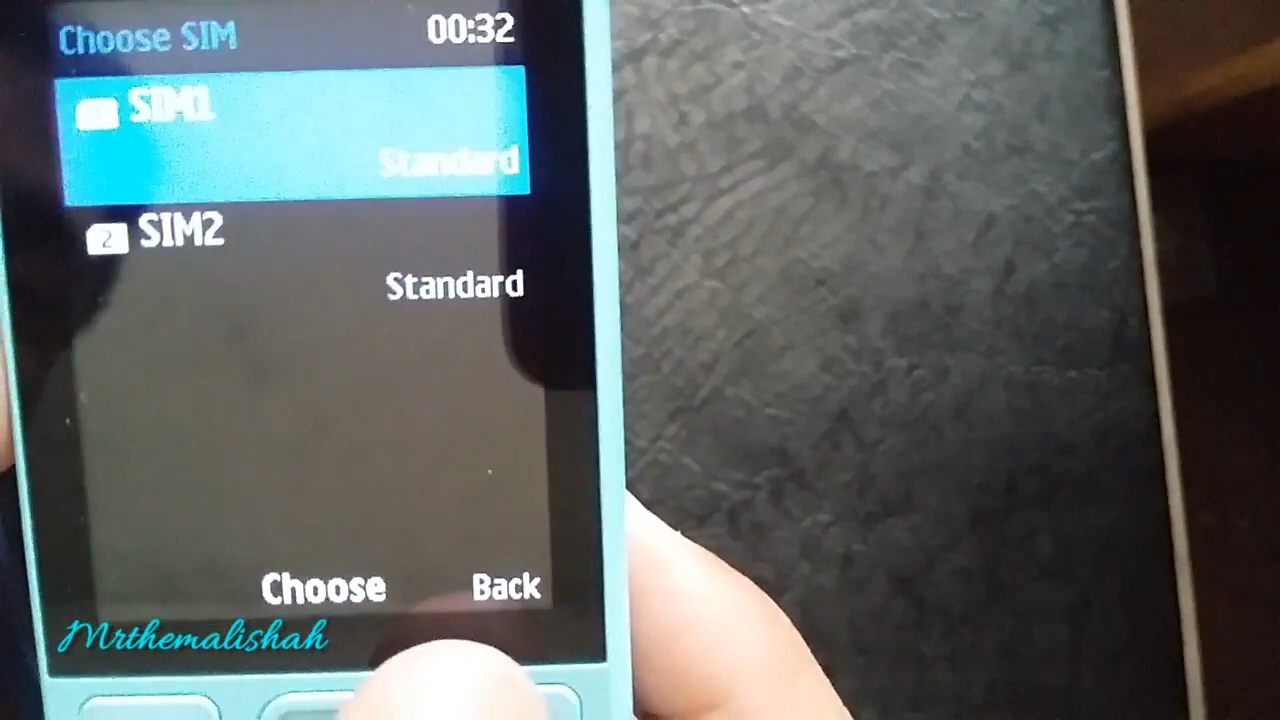 Choose SIM 00:32
SIM1
Standard
2 SIM2
Standard
Choose Back
Mrthemalishah